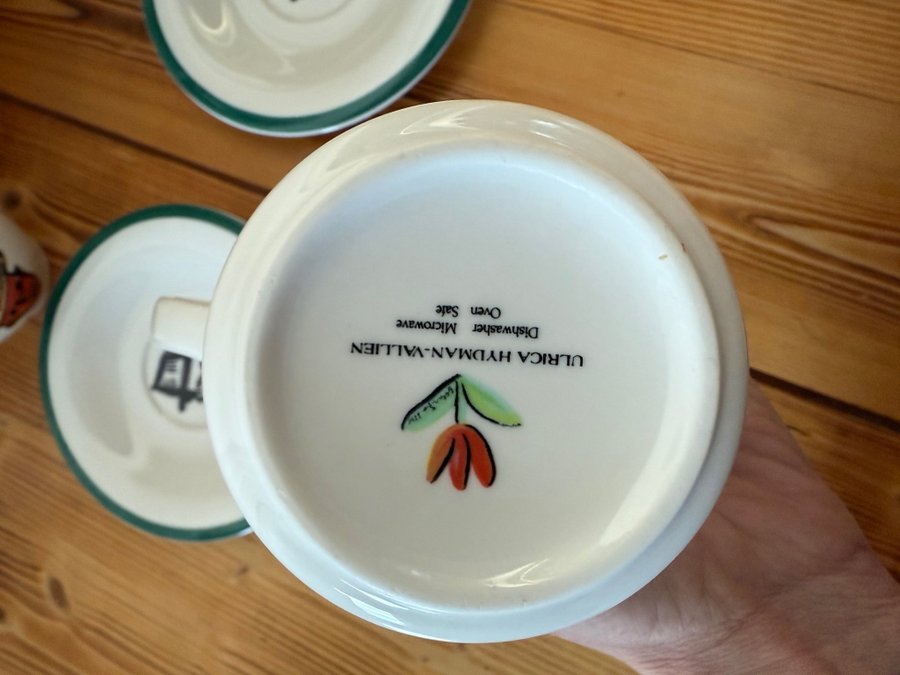 ULRICA HYDMAN-VALLIEN
Dishwasher Microwave
Oven Safe